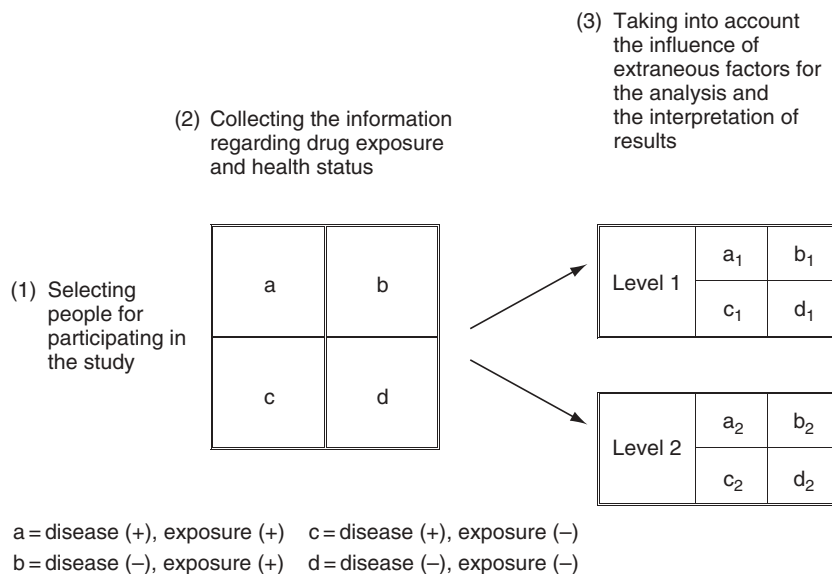 (3) Taking into account
the influence of
extraneous factors for
the analysis and
the interpretation of
results
(2) Collecting the information
regarding drug exposure
and health status
(1) Selecting
people for
participating in
the study
a b
c d
Level 1 a₁ b₁
c₁ d₁
Level 2 a₂ b₂
c₂ d₂
a = disease (+), exposure (+) c = disease (+), exposure (–)
b = disease (–), exposure (+) d = disease (–), exposure (–)